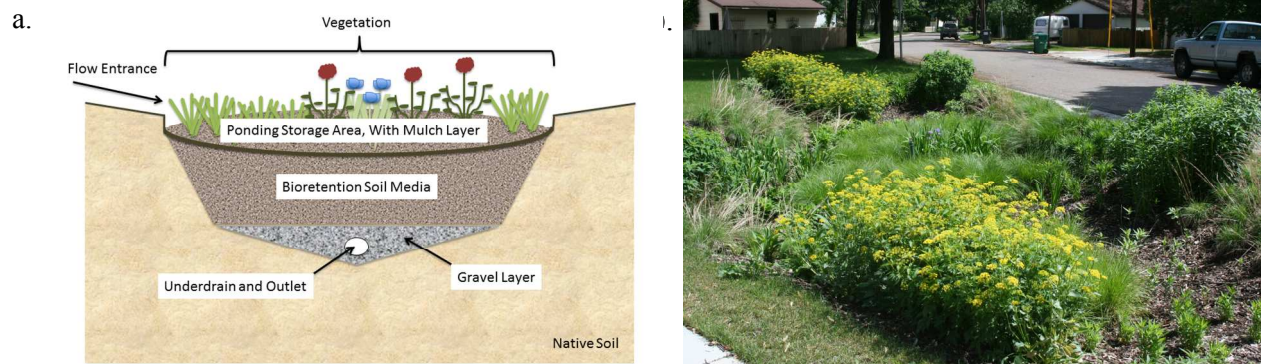 a.
Vegetation
).
Flow Entrance
Ponding Storage Area, With Mulch Layer
Bioretention Soil Media
Underdrain and Outlet
Gravel Layer
Native Soil